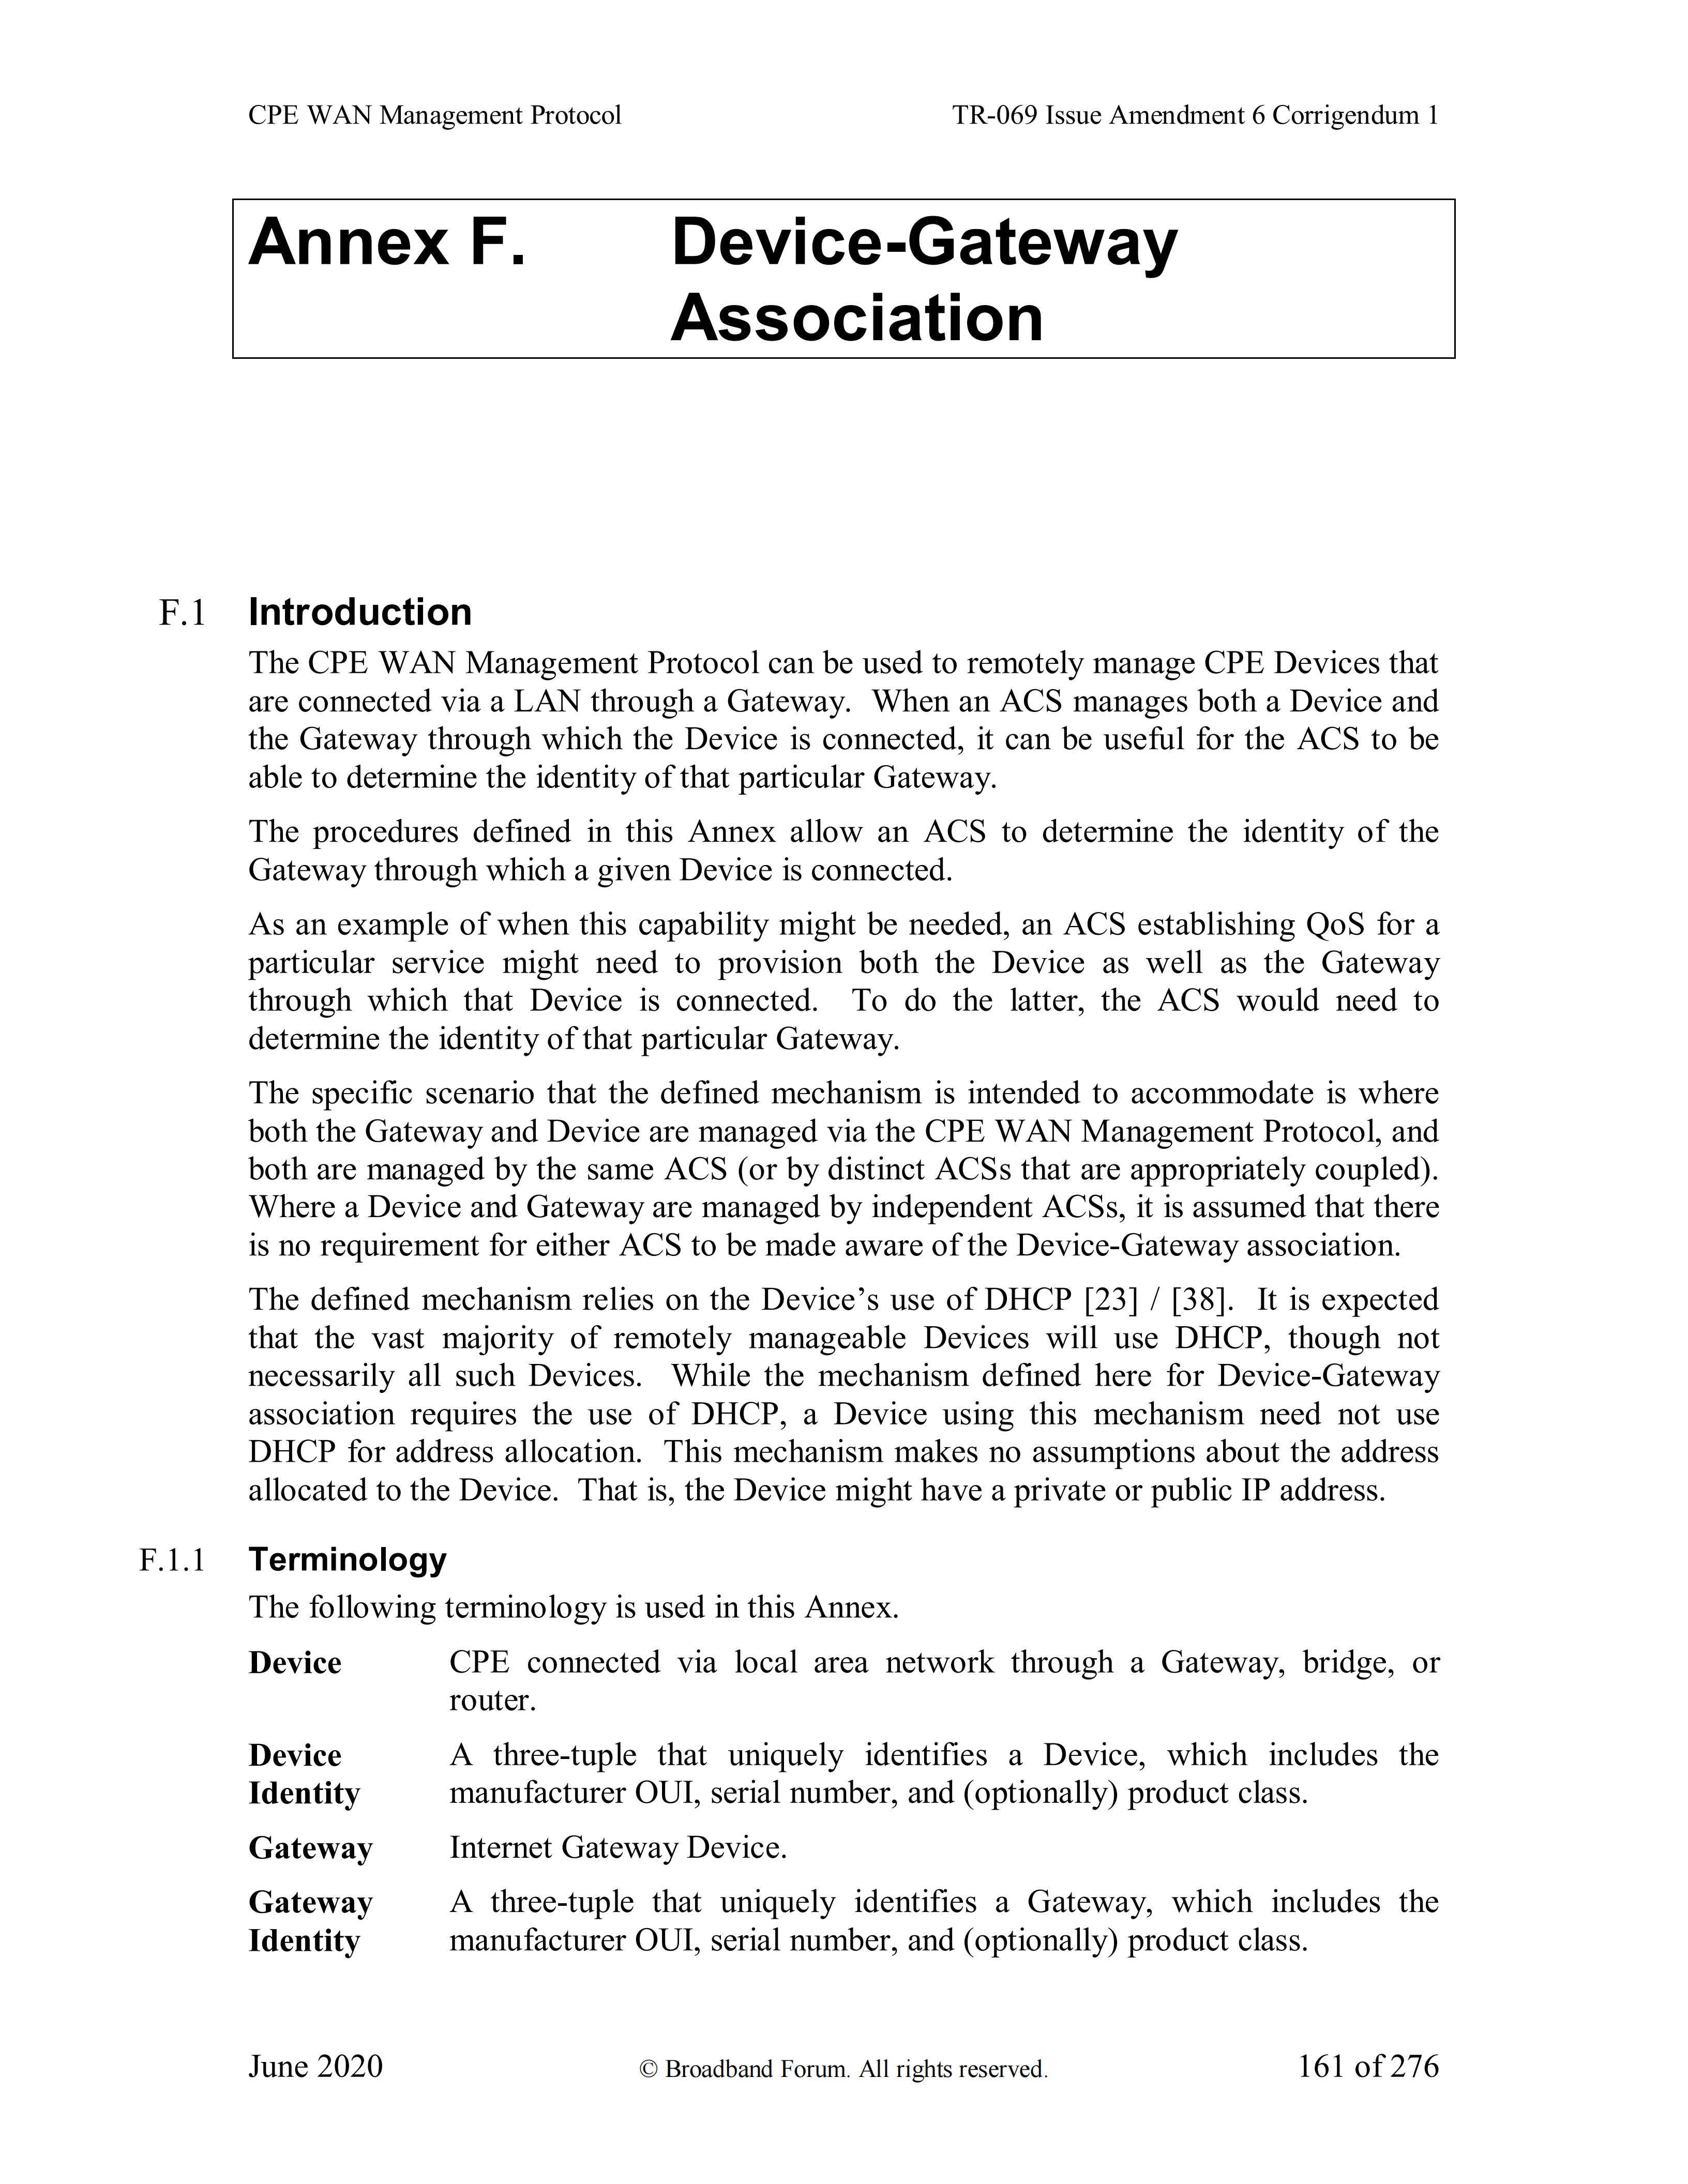 CPE WAN Management Protocol TR-069 Issue Amendment 6 Corrigendum 1
Annex F. Device-Gateway
Association
F.1 Introduction
The CPE WAN Management Protocol can be used to remotely manage CPE Devices that
are connected via a LAN through a Gateway. When an ACS manages both a Device and
the Gateway through which the Device is connected, it can be useful for the ACS to be
able to determine the identity of that particular Gateway.
The procedures defined in this Annex allow an ACS to determine the identity of the
Gateway through which a given Device is connected.
As an example of when this capability might be needed, an ACS establishing QoS for a
particular service might need to provision both the Device as well as the Gateway
through which that Device is connected. To do the latter, the ACS would need to
determine the identity of that particular Gateway.
The specific scenario that the defined mechanism is intended to accommodate is where
both the Gateway and Device are managed via the CPE WAN Management Protocol, and
both are managed by the same ACS (or by distinct ACSs that are appropriately coupled).
Where a Device and Gateway are managed by independent ACSs, it is assumed that there
is no requirement for either ACS to be made aware of the Device-Gateway association.
The defined mechanism relies on the Device’s use of DHCP [23] / [38]. It is expected
that the vast majority of remotely manageable Devices will use DHCP, though not
necessarily all such Devices. While the mechanism defined here for Device-Gateway
association requires the use of DHCP, a Device using this mechanism need not use
DHCP for address allocation. This mechanism makes no assumptions about the address
allocated to the Device. That is, the Device might have a private or public IP address.
F.1.1 Terminology
The following terminology is used in this Annex.
Device CPE connected via local area network through a Gateway, bridge, or
router.
Device A three-tuple that uniquely identifies a Device, which includes the
Identity manufacturer OUI, serial number, and (optionally) product class.
Gateway Internet Gateway Device.
Gateway A three-tuple that uniquely identifies a Gateway, which includes the
Identity manufacturer OUI, serial number, and (optionally) product class.
June 2020 © Broadband Forum. All rights reserved. 161 of 276